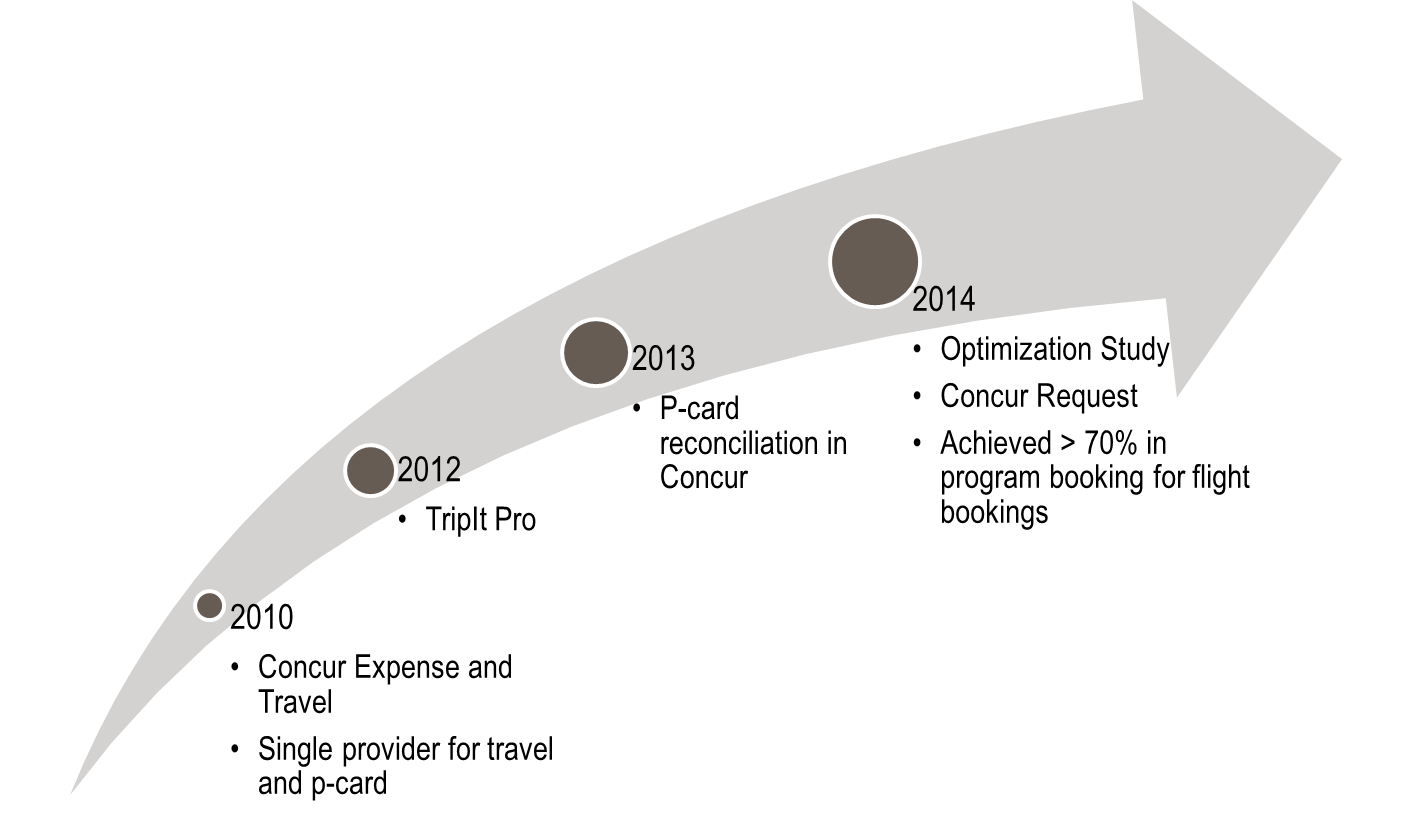 2010
• Concur Expense and
Travel
• Single provider for travel
and p-card
2012
• TripIt Pro
2013
• P-card
reconciliation in
Concur
2014
• Optimization Study
• Concur Request
• Achieved > 70% in
program booking for flight
bookings